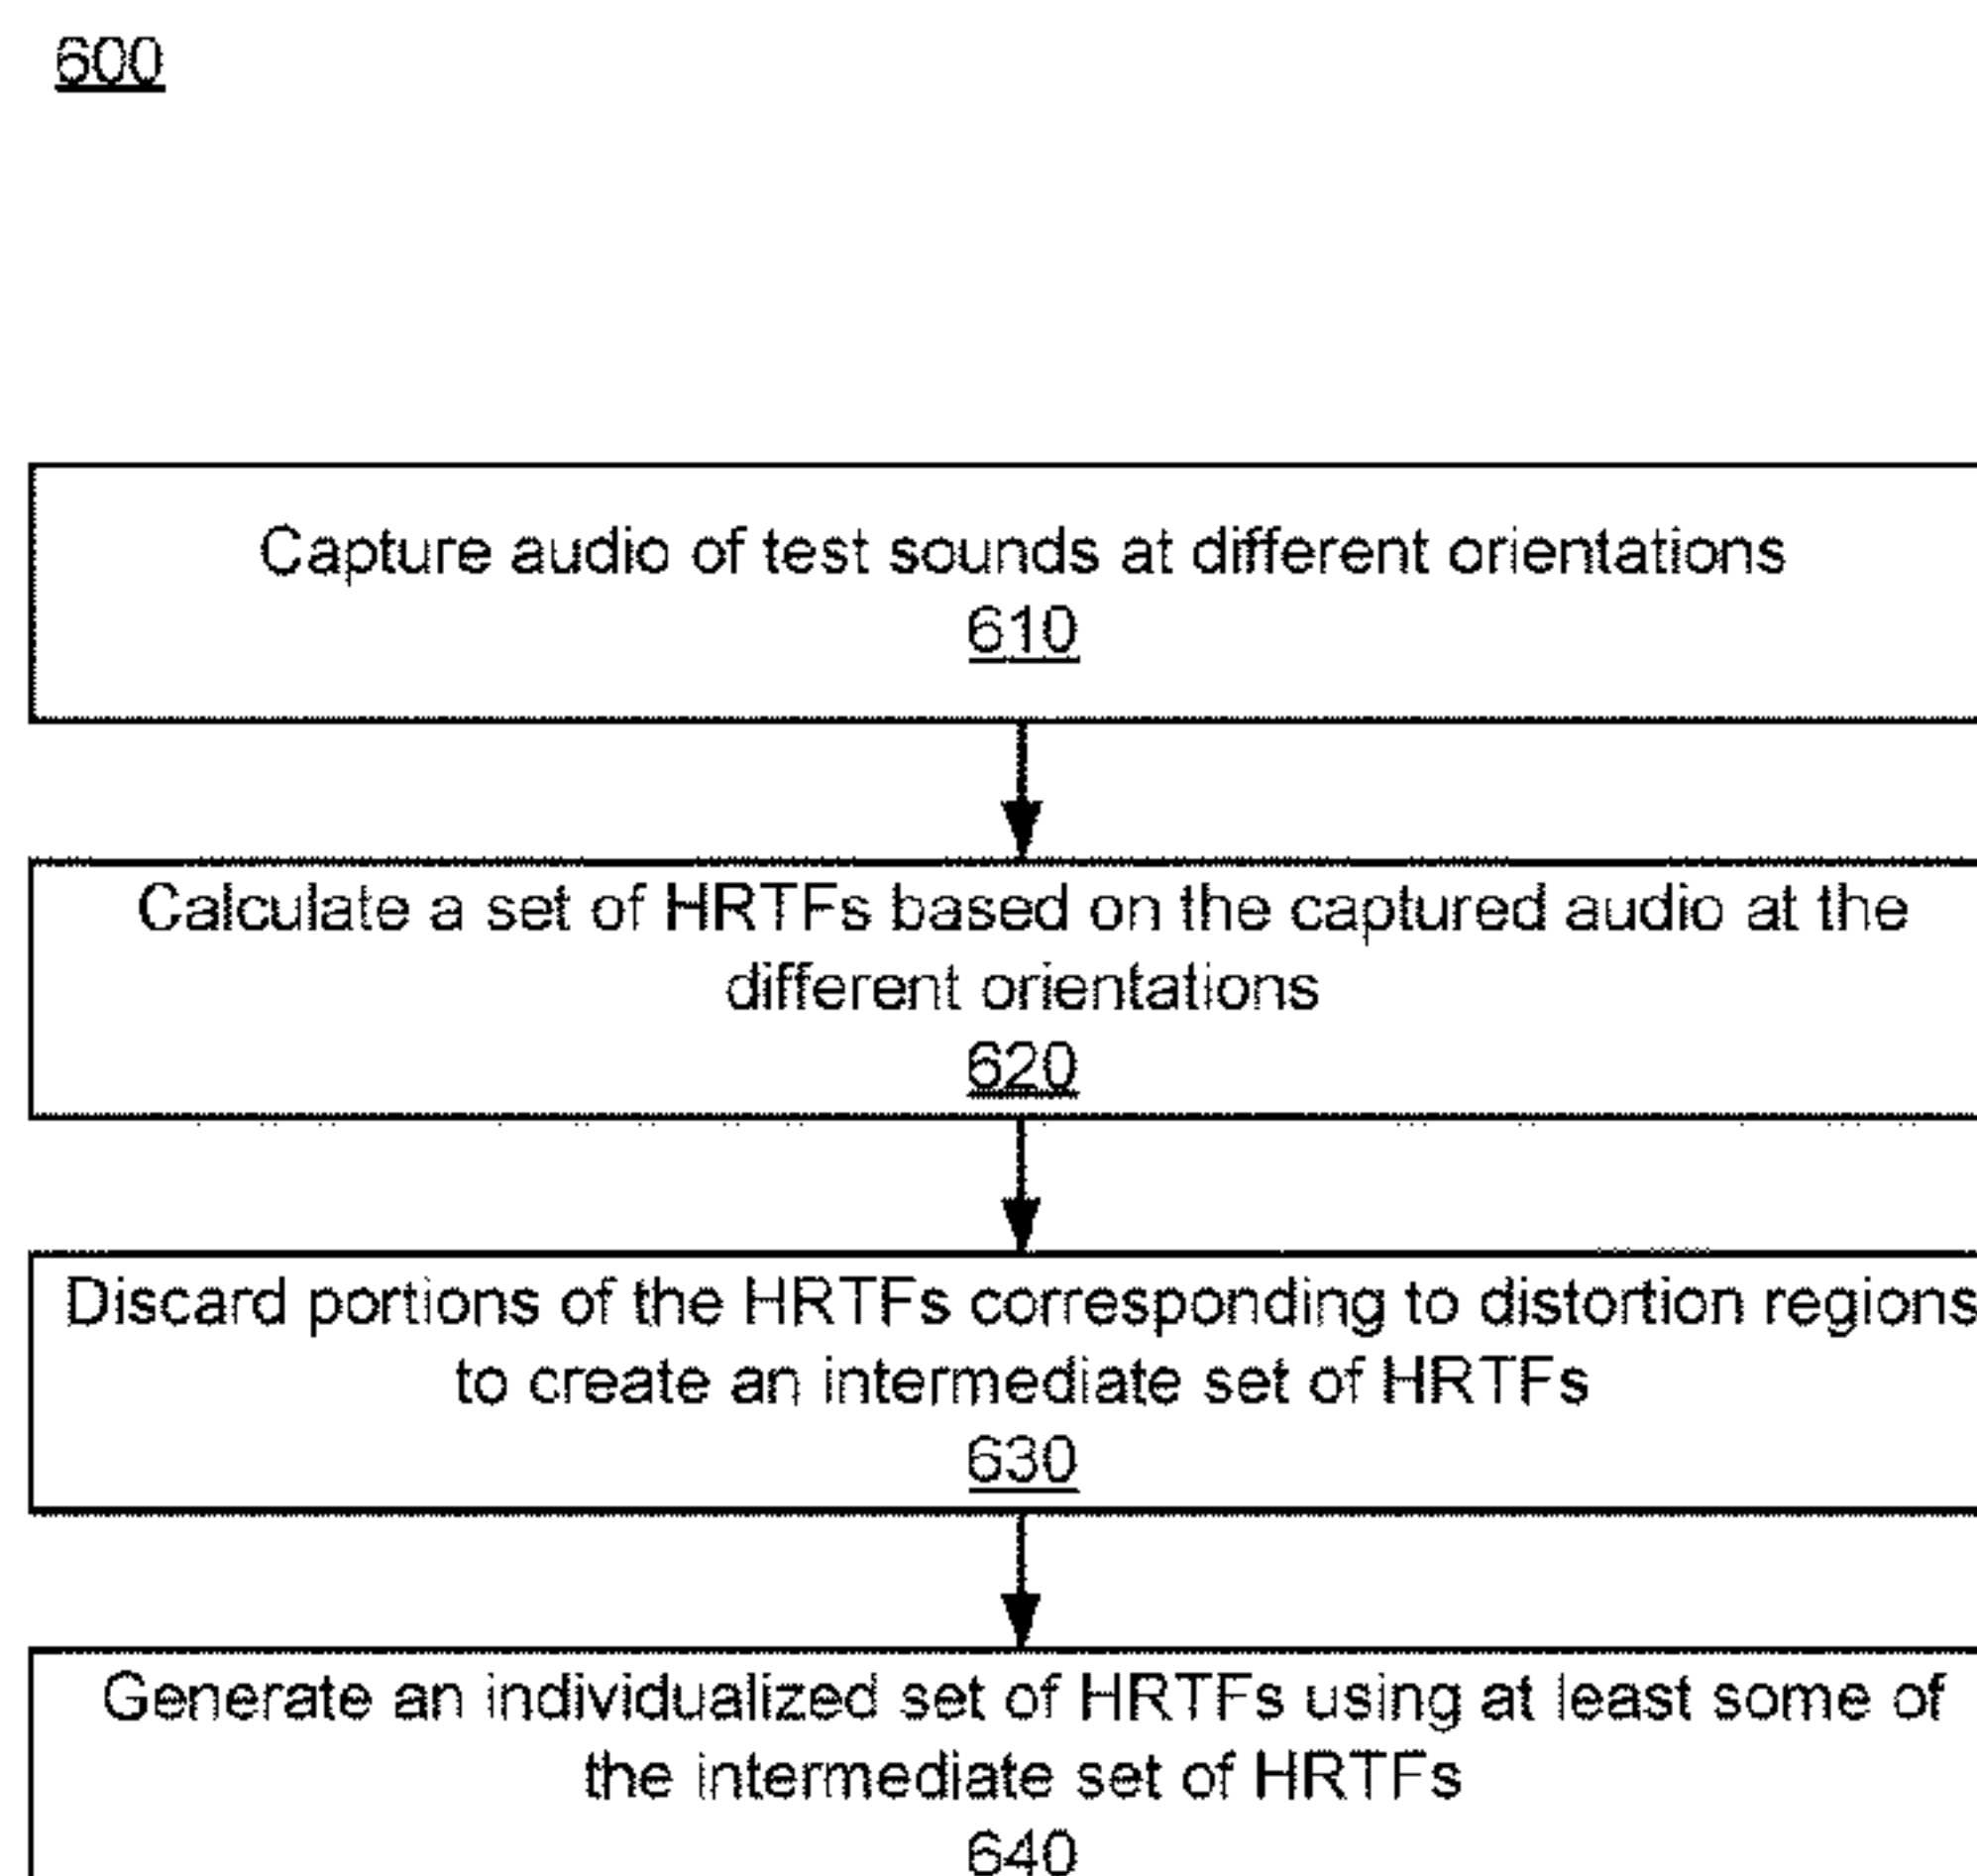 600
Capture audio of test sounds at different orientations
610
Calculate a set of HRTFs based on the captured audio at the
different orientations
620
Discard portions of the HRTFs corresponding to distortion regions
to create an intermediate set of HRTFs
630
Generate an individualized set of HRTFs using at least some of
the intermediate set of HRTFs
640